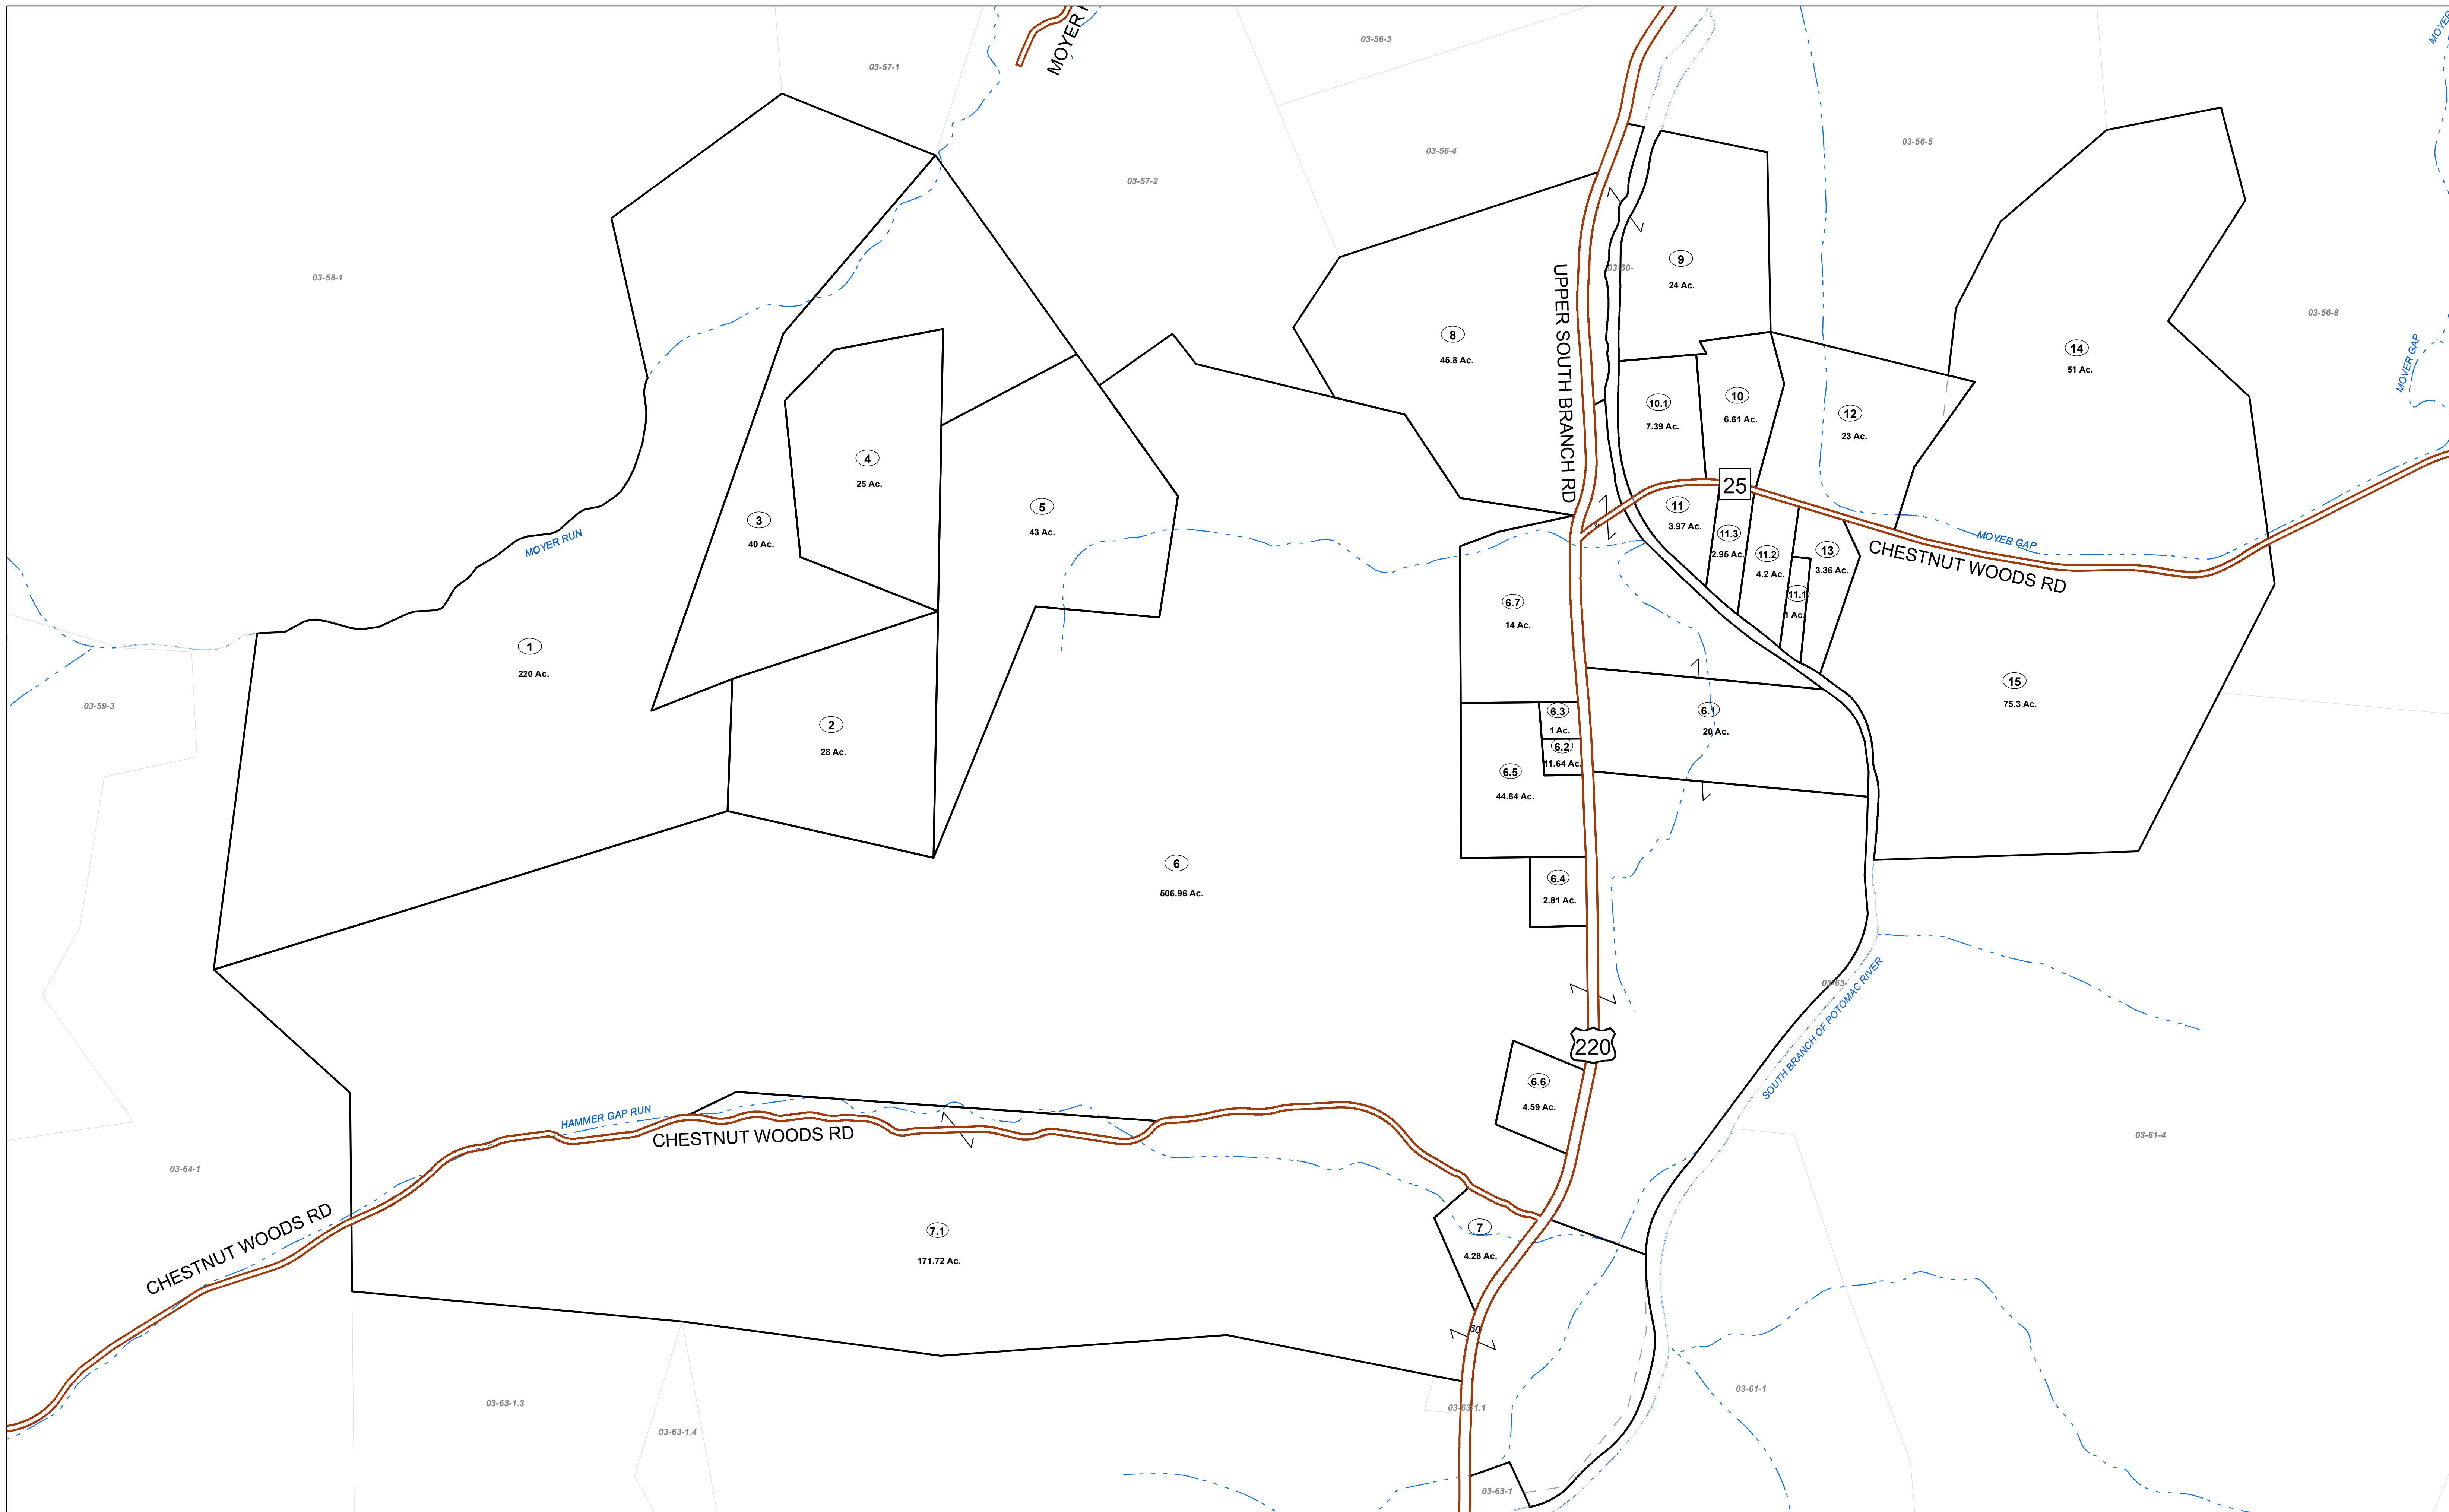 MOYER
03-56-3
MOYER
03-57-1
03-56-4
03-56-5
03-57-2
9
24 Ac.
03-50-
03-58-1
UPPER SOUTH BRANCH RD
03-56-8
8
45.8 Ac.
14
51 Ac.
MOYER GAP
10.1
7.39 Ac.
10
6.61 Ac.
12
23 Ac.
4
25 Ac.
25
5
43 Ac.
11
3.97 Ac.
3
40 Ac.
11.3
2.95 Ac.
11.2
4.2 Ac.
13
3.36 Ac.
MOYER GAP
CHESTNUT WOODS RD
MOYER RUN
11.1
1 Ac.
6.7
14 Ac.
1
220 Ac.
15
75.3 Ac.
03-59-3
2
28 Ac.
6.3
1 Ac.
6.1
20 Ac.
6.2
11.64 Ac.
6.5
44.64 Ac.
6
506.96 Ac.
6.4
2.81 Ac.
03-63-
SOUTH BRANCH OF POTOMAC RIVER
220
6.6
4.59 Ac.
HAMMER GAP RUN
CHESTNUT WOODS RD
03-61-4
03-64-1
CHESTNUT WOODS RD
7.1
171.72 Ac.
7
4.28 Ac.
60
03-61-1
03-63-1.3
03-63-1.1
03-63-1.4
03-63-1